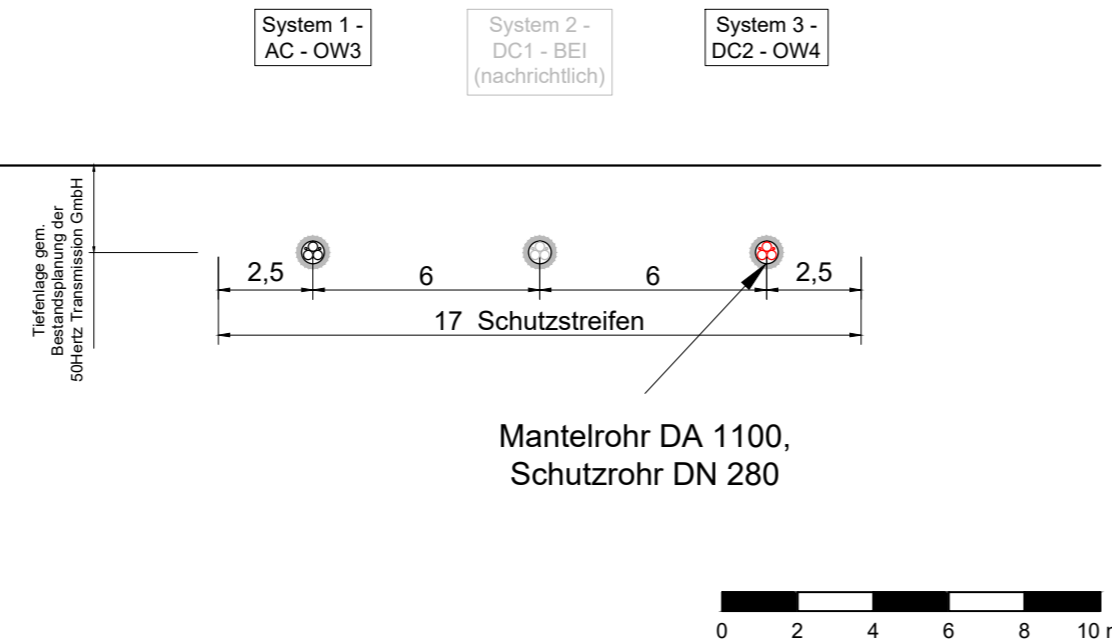 System 1 -
AC - OW3
System 2 -
DC1 - BEI
(nachrichtlich)
System 3 -
DC2 - OW4
Tiefenlage gem.
Bestandsplanung der
50Hertz Transmission GmbH
2,5
6
6
2,5
17 Schutzstreifen
Mantelrohr DA 1100,
Schutzrohr DN 280
0 2 4 6 8 10 m